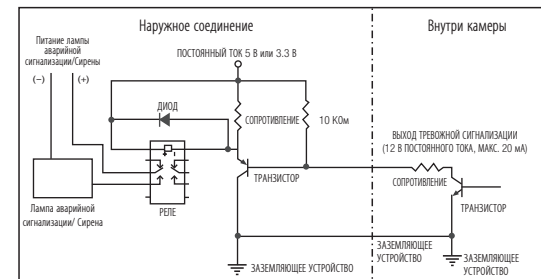 Наружное соединение
Внутри камеры
Питание лампы
аварийной
сигнализации/Сирены
(–)
(+)
ПОСТОЯННЫЙ ТОК 5 В или 3.3 В
ДИОД
СОПРОТИВЛЕНИЕ
10 КОм
ВЫХОД ТРЕВОЖНОЙ СИГНАЛИЗАЦИИ
(12 В ПОСТОЯННОГО ТОКА, МАКС. 20 мА)
ТРАНЗИСТОР
СОПРОТИВЛЕНИЕ
ТРАНЗИСТОР
Лампа аварийной
сигнализации/ Сирена
РЕЛЕ
ЗАЗЕМЛЯЮЩЕЕ УСТРОЙСТВО
ЗАЗЕМЛЯЮЩЕЕ
УСТРОЙСТВО
ЗАЗЕМЛЯЮЩЕЕ
УСТРОЙСТВО